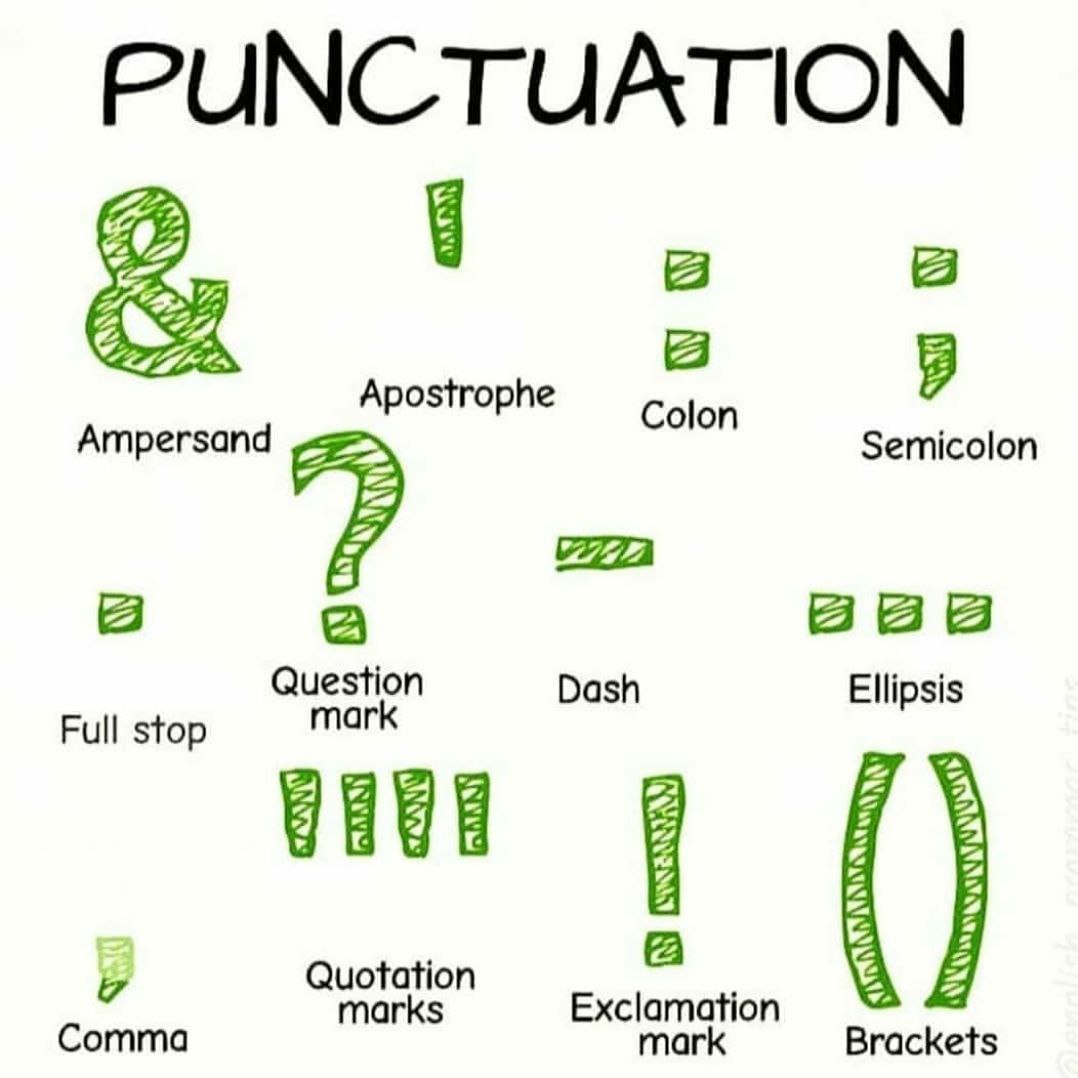 PUNCTUATION
&
'
:
;
Ampersand
Apostrophe
Colon
Semicolon
.
?
-
...
Full stop
Question
mark
Dash
Ellipsis
,
""
!
()
Comma
Quotation
marks
Exclamation
mark
Brackets
@english_grammar_tips